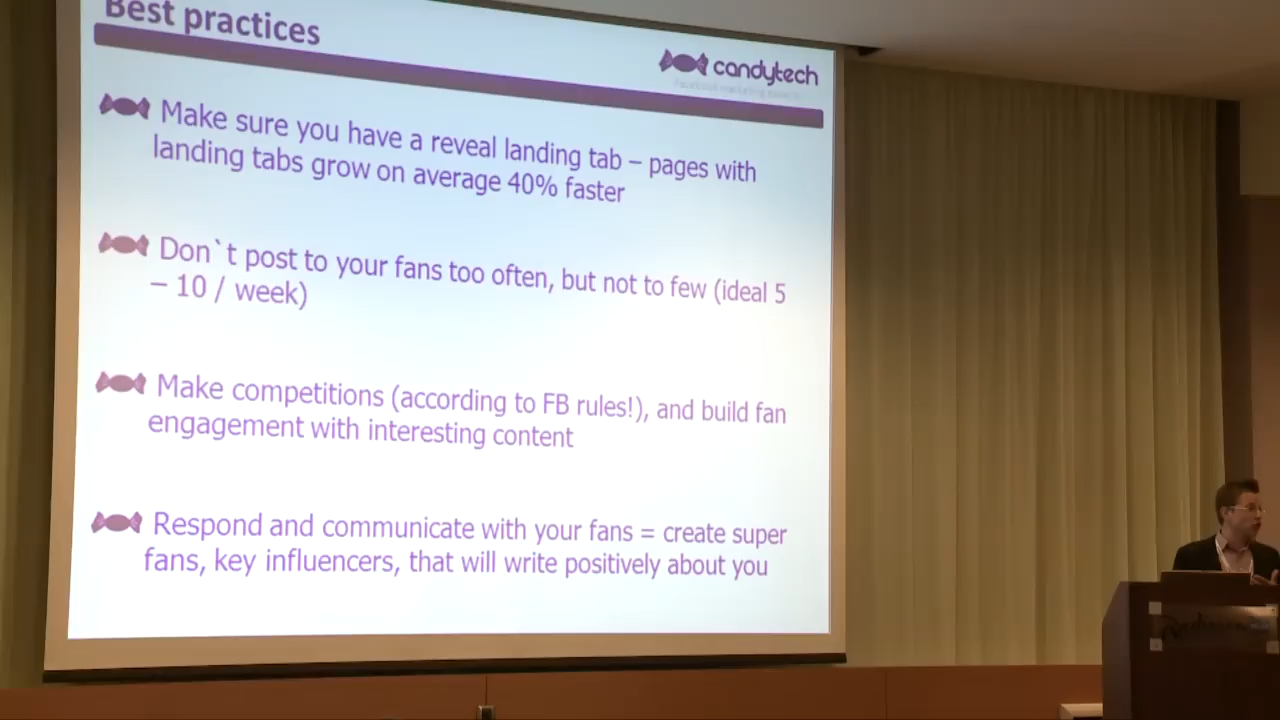 Best practices
candytech
Make sure you have a reveal landing tab – pages with
landing tabs grow on average 40% faster
Don`t post to your fans too often, but not to few (ideal 5
– 10 / week)
Make competitions (according to FB rules!), and build fan
engagement with interesting content
Respond and communicate with your fans = create super
fans, key influencers, that will write positively about you